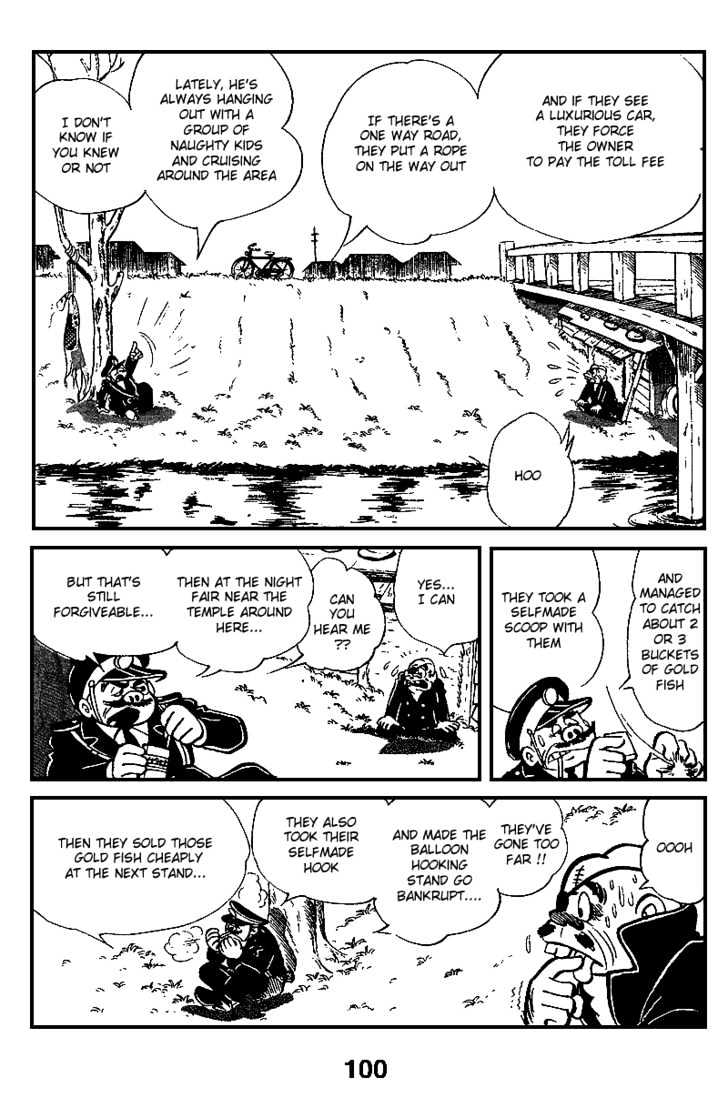 I DON'T
KNOW IF
YOU KNEW
OR NOT
LATELY, HE'S
ALWAYS HANGING
OUT WITH A
GROUP OF
NAUGHTY KIDS
AND CRUISING
AROUND THE AREA
IF THERE'S A
ONE WAY ROAD,
THEY PUT A ROPE
ON THE WAY OUT
AND IF THEY SEE
A LUXURIOUS CAR,
THEY FORCE
THE OWNER
TO PAY THE TOLL FEE
HOO
BUT THAT'S
STILL
FORGIVEABLE...
THEN AT THE NIGHT
FAIR NEAR THE
TEMPLE AROUND
HERE...
CAN
YOU
HEAR ME
??
YES...
I CAN
THEY TOOK A
SELFMADE
SCOOP WITH
THEM
AND
MANAGED
TO CATCH
ABOUT 2
OR 3
BUCKETS
OF GOLD
FISH
THEN THEY SOLD THOSE
GOLD FISH CHEAPLY
AT THE NEXT STAND...
THEY ALSO
TOOK THEIR
SELFMADE
HOOK
AND MADE THE
BALLOON
HOOKING
STAND GO
BANKRUPT....
THEY'VE
GONE TOO
FAR !!
OOOH
100